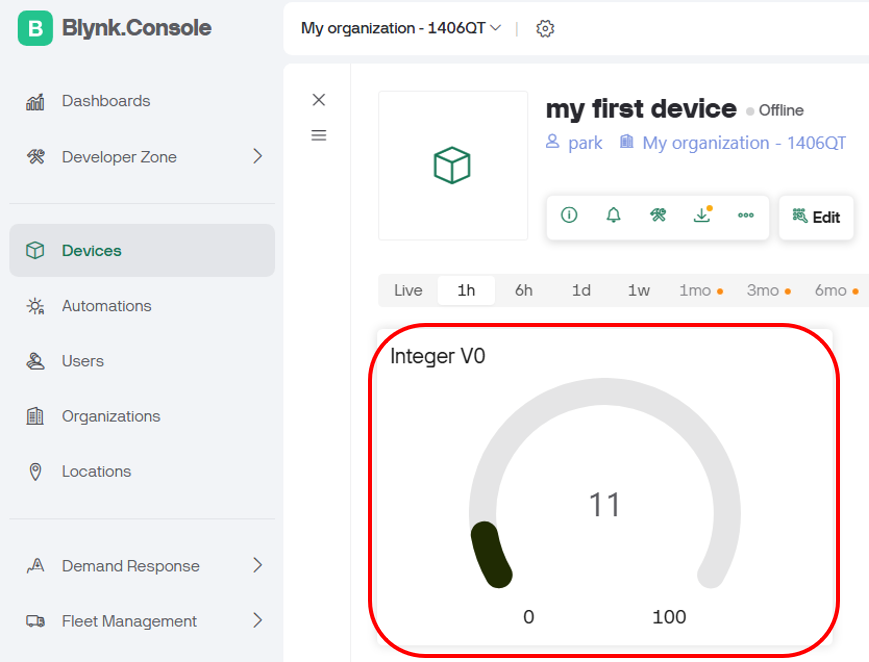 B Blynk.Console
Dashboards
Developer Zone
Devices
Automations
Users
Organizations
Locations
Demand Response
Fleet Management
My organization - 1406QT
my first device Offline
park My organization - 1406QT
Edit
Live 1h 6h 1d 1w 1mo 3mo 6mo
Integer V0
11
0 100